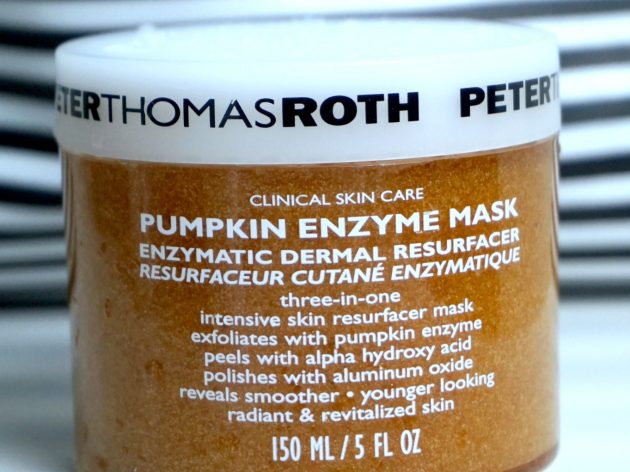 PETERTHOMASROTH PETERT
CLINICAL SKIN CARE
PUMPKIN ENZYME MASK
ENZYMATIC DERMAL RESURFACER
RESURFACEUR CUTANÉ ENZYMATIQUE
three-in-one
intensive skin resurfacer mask
exfoliates with pumpkin enzyme
peels with alpha hydroxy acid
polishes with aluminum oxide
reveals smoother • younger looking
radiant & revitalized skin
150 ML / 5 FL OZ